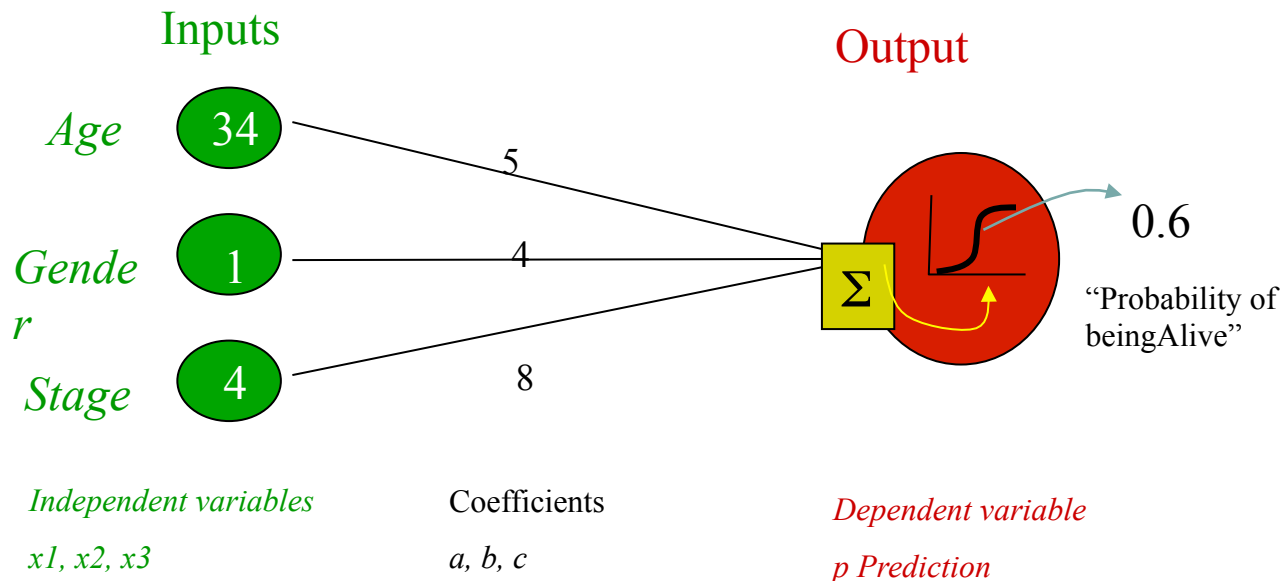 Inputs
Output
Age
34
5
Gende
r
1
4
Σ
0.6
“Probability of
beingAlive”
Stage
4
8
Independent variables
x1, x2, x3
Coefficients
a, b, c
Dependent variable
p Prediction